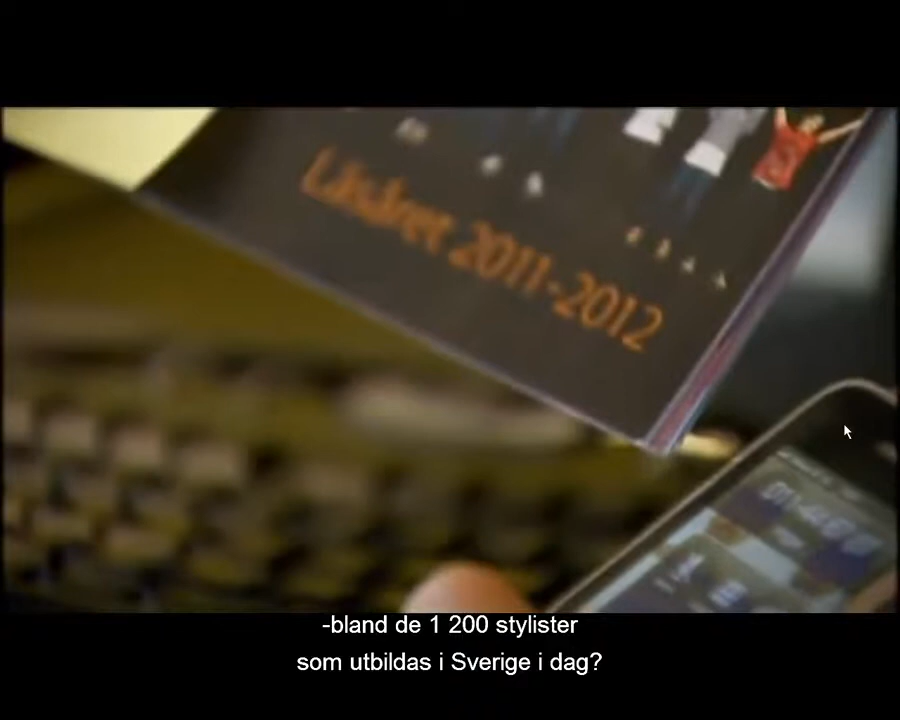 Läsåret 2011-2012
-bland de 1 200 stylister
som utbildas i Sverige i dag?